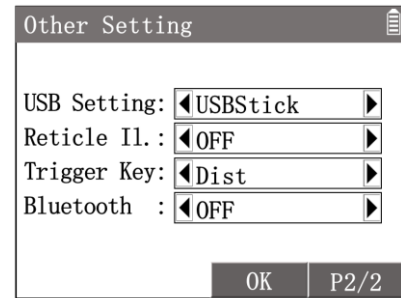 Other Setting
USB Setting: USBStick
Reticle Il.: OFF
Trigger Key: Dist
Bluetooth : OFF
OK P2/2